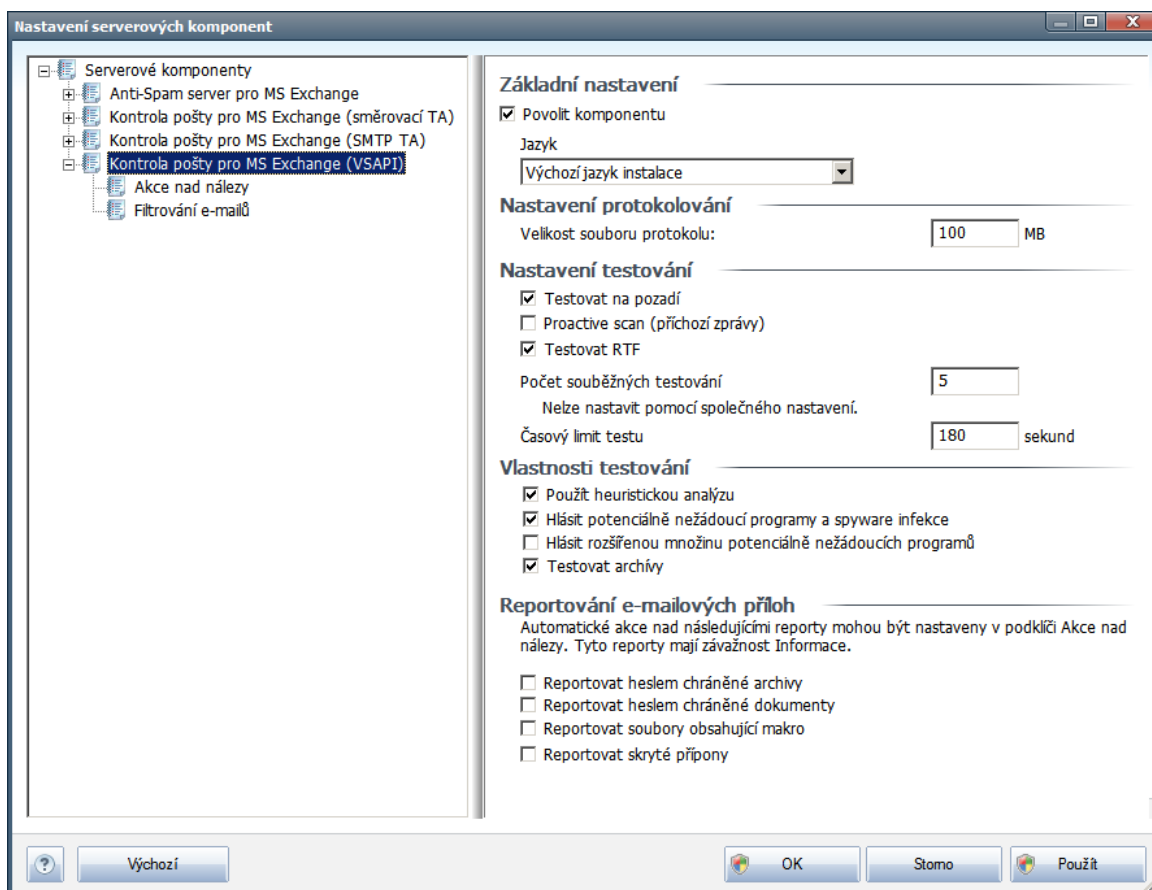 Nastavení serverových komponent
Serverové komponenty
Anti-Spam server pro MS Exchange
Kontrola pošty pro MS Exchange (směrovací TA)
Kontrola pošty pro MS Exchange (SMTP TA)
Kontrola pošty pro MS Exchange (VSAPI)
Akce nad nálezy
Filtrování e-mailů
Základní nastavení
Povolit komponentu
Jazyk
Výchozí jazyk instalace
Nastavení protokolování
Velikost souboru protokolu: 100 MB
Nastavení testování
Testovat na pozadí
Proactive scan (příchozí zprávy)
Testovat RTF
Počet souběžných testování 5
Nelze nastavit pomocí společného nastavení.
Časový limit testu 180 sekund
Vlastnosti testování
Použít heuristickou analýzu
Hlásit potenciálně nežádoucí programy a spyware infekce
Hlásit rozšířenou množinu potenciálně nežádoucích programů
Testovat archívy
Reportování e-mailových příloh
Automatické akce nad následujícími reporty mohou být nastaveny v podklíči Akce nad
nálezy. Tyto reporty mají závažnost Informace.
Reportovat heslem chráněné archivy
Reportovat heslem chráněné dokumenty
Reportovat soubory obsahující makro
Reportovat skryté přípony
? Výchozí OK Storno Použít